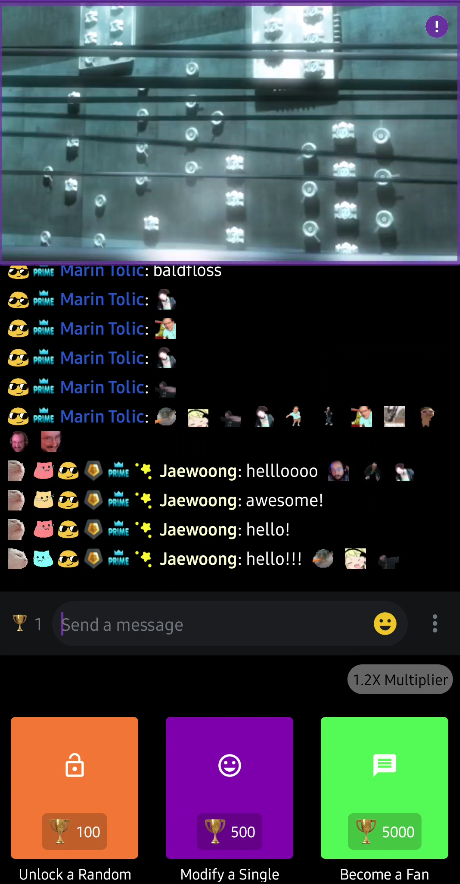 !
PRIME Marin Tolic: baldfloss
PRIME Marin Tolic:
PRIME Marin Tolic:
PRIME Marin Tolic:
PRIME Marin Tolic:
PRIME Marin Tolic:
PRIME Jaewoong: hellloooo
PRIME Jaewoong: awesome!
PRIME Jaewoong: hello!
PRIME Jaewoong: hello!!!
1 Send a message
1.2X Multiplier
100 500 5000
Unlock a Random Modify a Single Become a Fan